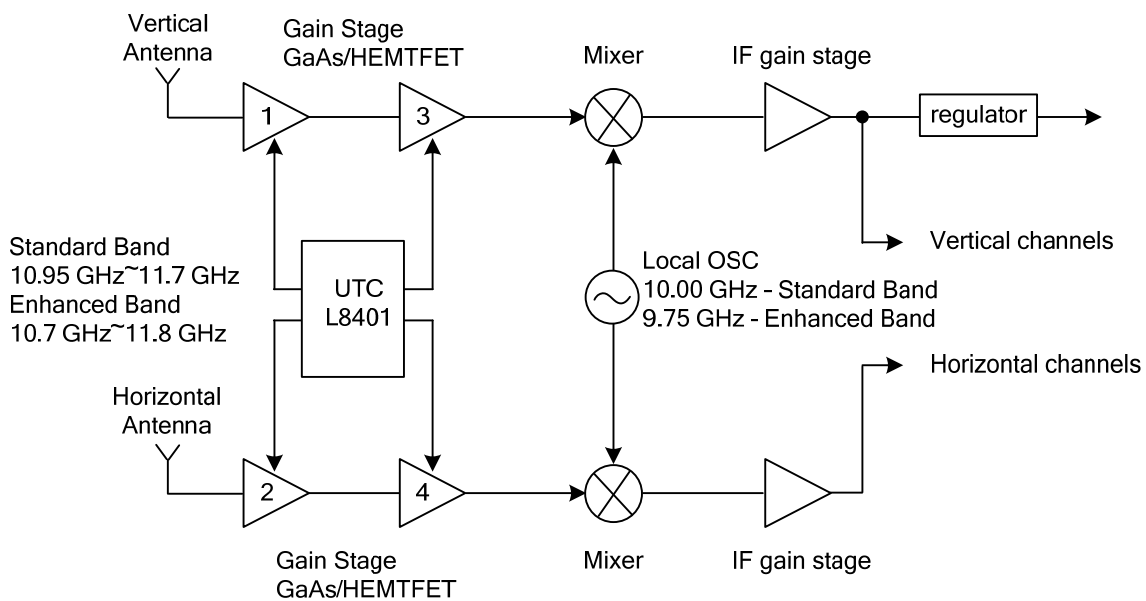 Vertical
Antenna
Gain Stage
GaAs/HEMTFET
Mixer
IF gain stage
1
3
regulator
Vertical channels
Standard Band
10.95 GHz~11.7 GHz
Enhanced Band
10.7 GHz~11.8 GHz
UTC
L8401
Local OSC
10.00 GHz - Standard Band
9.75 GHz - Enhanced Band
Horizontal channels
Horizontal
Antenna
2
4
Gain Stage
GaAs/HEMTFET
Mixer
IF gain stage